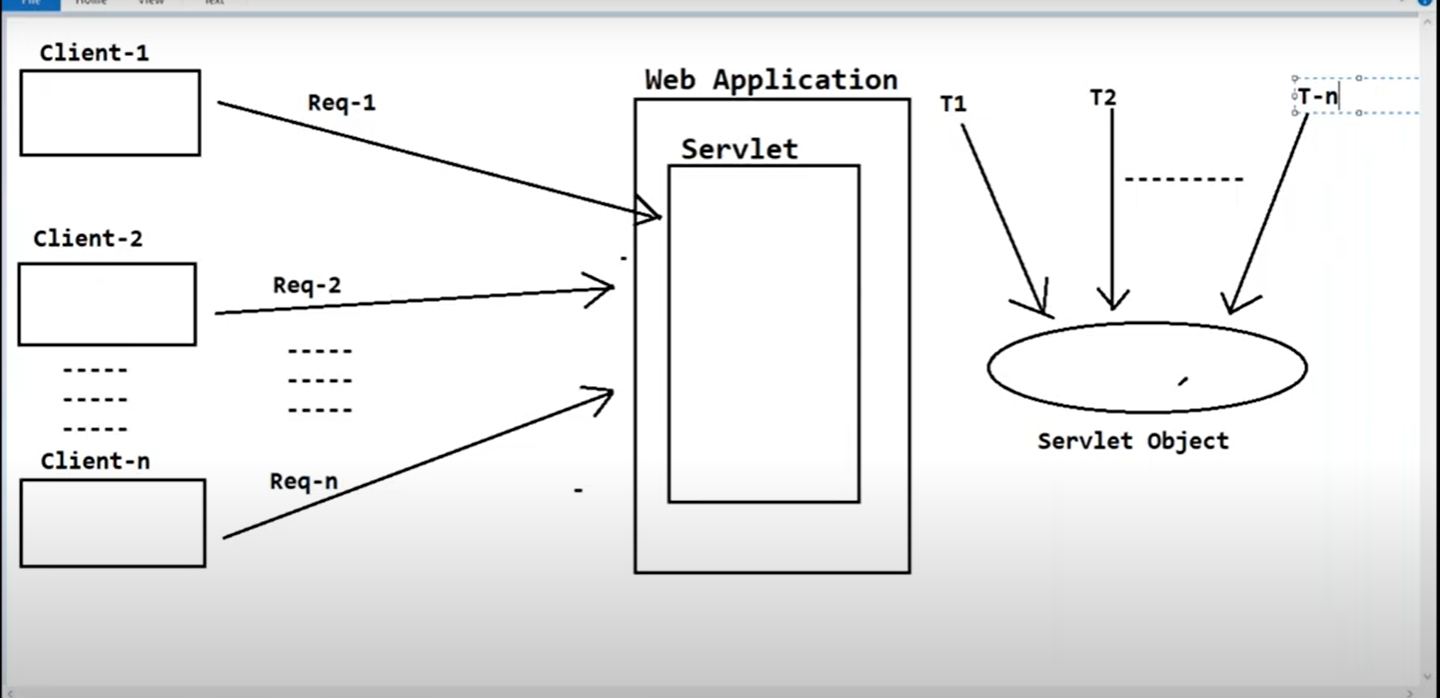 File Home View Text
Client-1
Req-1
Web Application
T1
T2
T-n
Servlet
Client-2
Req-2
-----
-----
-----
-----
-----
-----
---------
Servlet Object
Client-n
Req-n